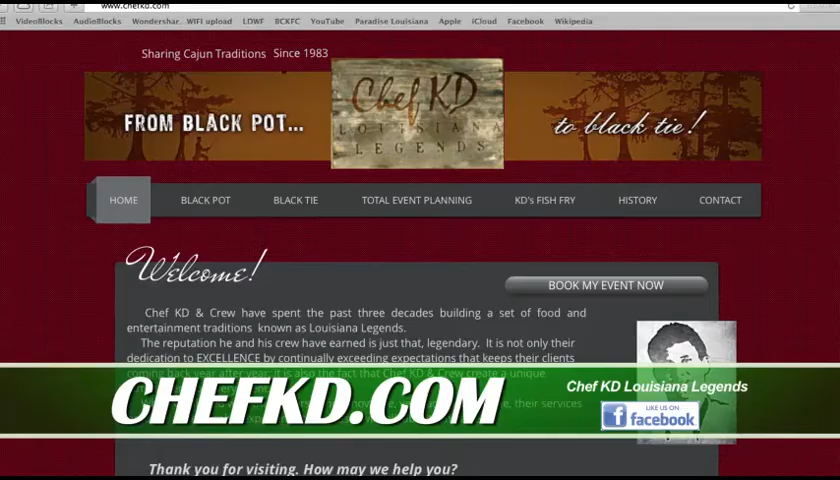 www.chefkd.com
VideoBlocks AudioBlocks Wondershar... WIFI upload LDWF BCKFC YouTube Paradise Louisiana Apple iCloud Facebook Wikipedia
Sharing Cajun Traditions Since 1983
FROM BLACK POT...
Chef KD
LOUISIANA
LEGENDS
to black tie!
HOME BLACK POT BLACK TIE TOTAL EVENT PLANNING KD's FISH FRY HISTORY CONTACT
Welcome!
BOOK MY EVENT NOW
Chef KD & Crew have spent the past three decades building a set of food and
entertainment traditions known as Louisiana Legends.
The reputation he and his crew have earned is just that, legendary. It is not only their
dedication to EXCELLENCE by continually exceeding expectations that keeps their clients
coming back year after year; it is also the fact that Chef KD & Crew create a unique
their services
CHEFKD.COM
Chef KD Louisiana Legends
LIKE US ON
facebook
Thank you for visiting. How may we help you?